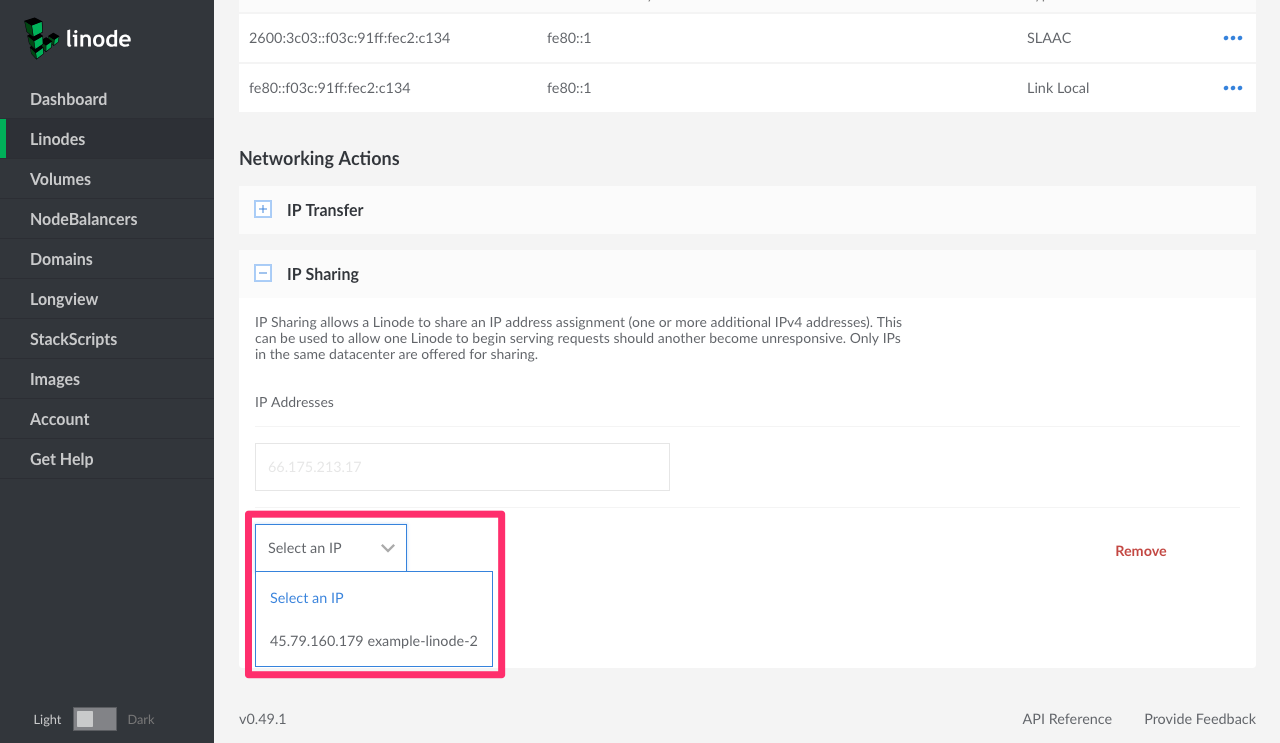 linode
Dashboard
Linodes
Volumes
NodeBalancers
Domains
Longview
StackScripts
Images
Account
Get Help
Light Dark
2600:3c03::f03c:91ff:fec2:c134 fe80::1 SLAAC
fe80::f03c:91ff:fec2:c134 fe80::1 Link Local
Networking Actions
IP Transfer
IP Sharing
IP Sharing allows a Linode to share an IP address assignment (one or more additional IPv4 addresses). This
can be used to allow one Linode to begin serving requests should another become unresponsive. Only IPs
in the same datacenter are offered for sharing.
IP Addresses
66.175.213.17
Select an IP Remove
Select an IP
45.79.160.179 example-linode-2
v0.49.1 API Reference Provide Feedback